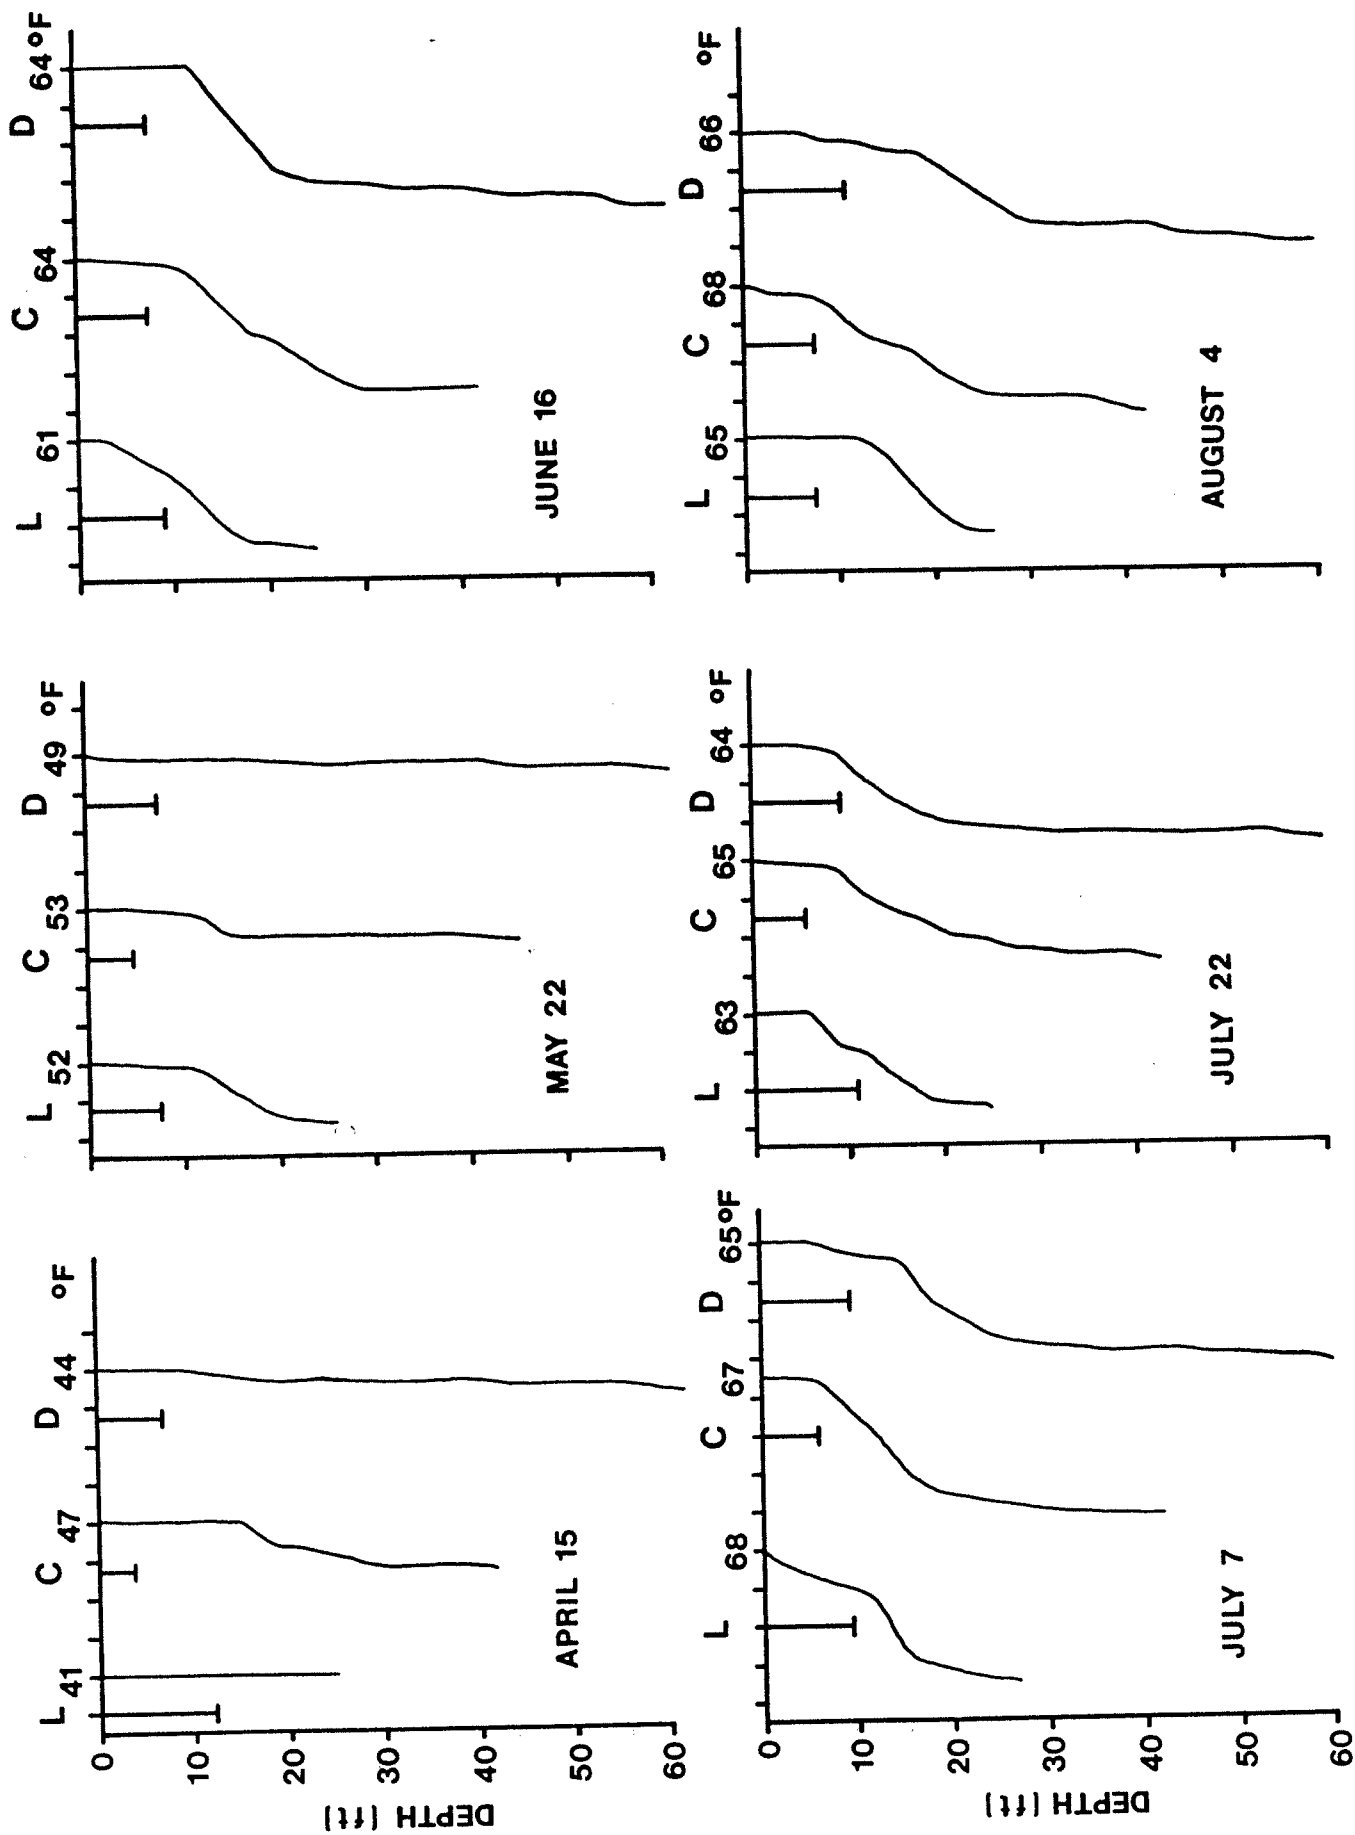 L 41 C 47 D 44 °F
L 52 C 53 D 49 °F
L 61 C 64 D 64 °F
0
10
20
30
40
50
60
DEPTH (ft)
APRIL 15
MAY 22
JUNE 16
L 68 C 67 D 65 °F
L 63 C 65 D 64 °F
L 65 C 68 D 66 °F
0
10
20
30
40
50
60
DEPTH (ft)
JULY 7
JULY 22
AUGUST 4